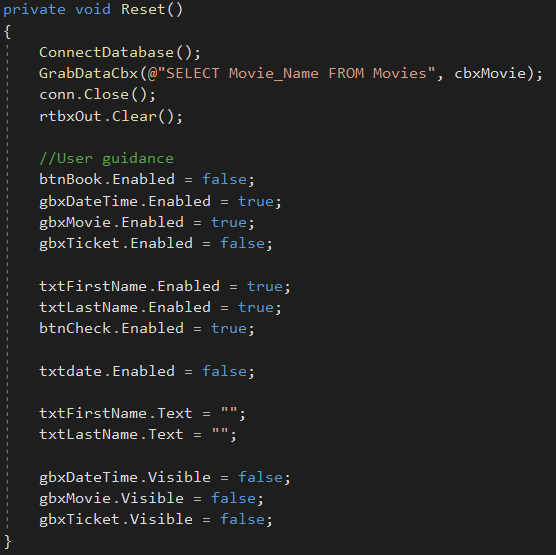 private void Reset()
{
    ConnectDatabase();
    GrabDataCbx(@"SELECT Movie_Name FROM Movies", cbxMovie);
    conn.Close();
    rtbxOut.Clear();

    //User guidance
    btnBook.Enabled = false;
    gbxDateTime.Enabled = true;
    gbxMovie.Enabled = true;
    gbxTicket.Enabled = false;

    txtFirstName.Enabled = true;
    txtLastName.Enabled = true;
    btnCheck.Enabled = true;

    txtdate.Enabled = false;

    txtFirstName.Text = "";
    txtLastName.Text = "";

    gbxDateTime.Visible = false;
    gbxMovie.Visible = false;
    gbxTicket.Visible = false;
}